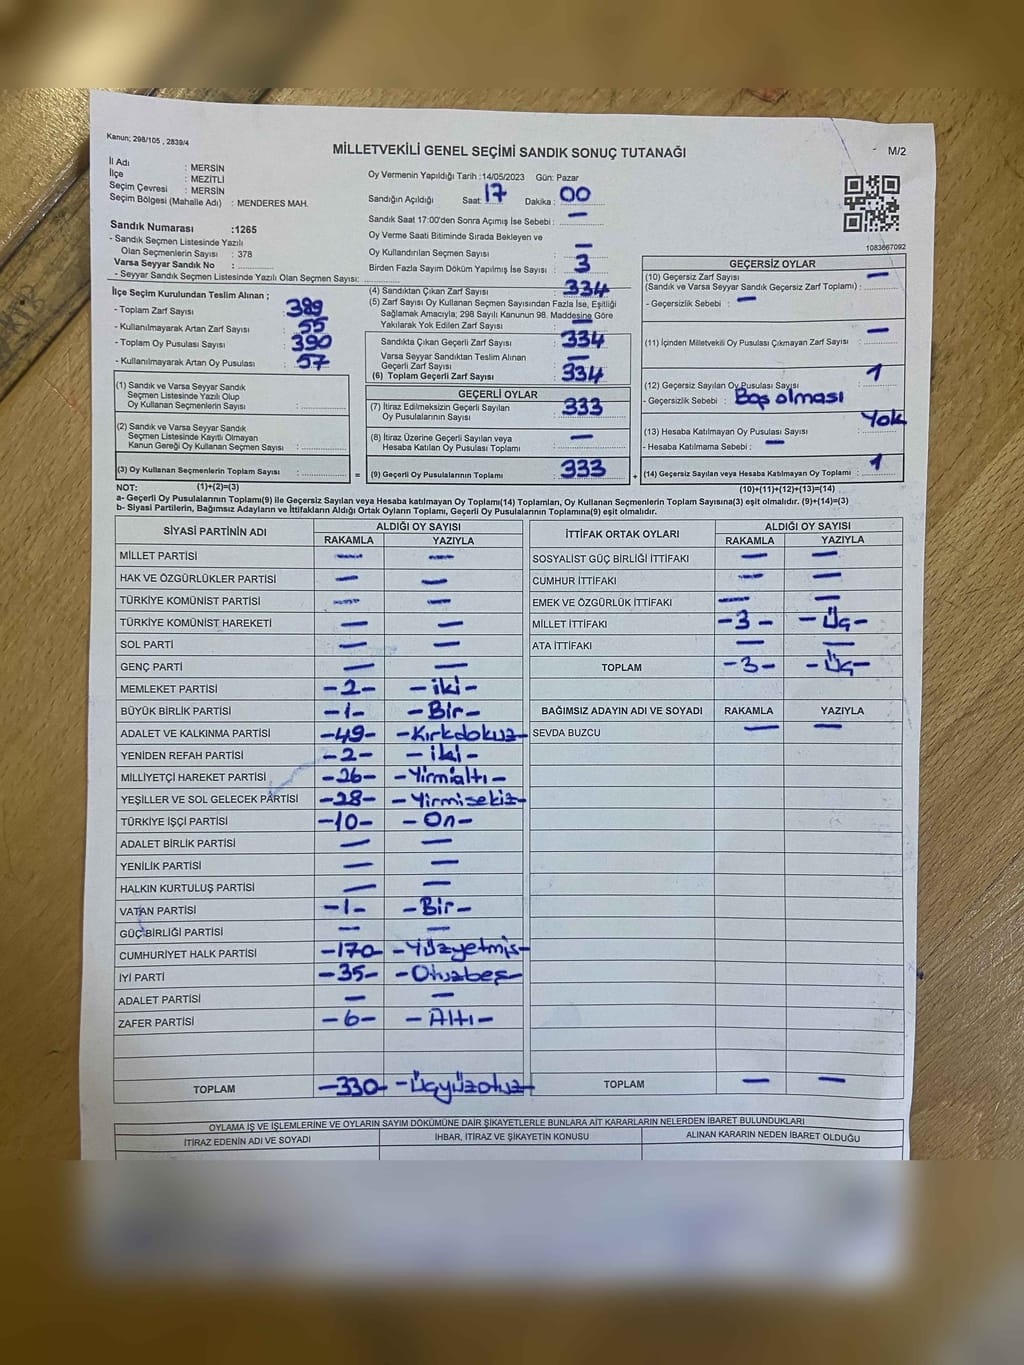 Kanun; 298/105 , 2839/4
MİLLETVEKİLİ GENEL SEÇİMİ SANDIK SONUÇ TUTANAĞI
M/2
İl Adı : MERSİN
İlçe : MEZİTLİ
Seçim Çevresi : MERSİN
Seçim Bölgesi (Mahalle Adı) : MENDERES MAH.
Sandık Numarası :1265
- Sandık Seçmen Listesinde Yazılı
Olan Seçmenlerin Sayısı : 378
Varsa Seyyar Sandık No :
- Seyyar Sandık Seçmen Listesinde Yazılı Olan Seçmen Sayısı:
İlçe Seçim Kurulundan Teslim Alınan ;
- Toplam Zarf Sayısı : 389
- Kullanılmayarak Artan Zarf Sayısı : 55
- Toplam Oy Pusulası Sayısı : 390
- Kullanılmayarak Artan Oy Pusulası : 57
(1) Sandık ve Varsa Seyyar Sandık
Seçmen Listesinde Yazılı Olup
Oy Kullanan Seçmenlerin Sayısı :
(2) Varsa Sandık ve Varsa Seyyar Sandık
Seçmen Listesinde Kayıtlı Olmayan
Kanun Gereği Oy Kullanan Seçmen Sayısı :
(3) Oy Kullanan Seçmenlerin Toplam Sayısı :
(1)+(2)=(3)
Oy Vermenin Yapıldığı Tarih :14/05/2023 Gün: Pazar
Sandığın Açıldığı Saat: 17 Dakika : 00
Sandık Saat 17:00'den Sonra Açımış İse Sebebi : —
Oy Verme Saati Bitiminde Sırada Bekleyen ve
Oy Kullandırılan Seçmen Sayısı : —
Birden Fazla Sayım Döküm Yapılmış İse Sayısı : 3
(4) Sandıktan Çıkan Zarf Sayısı : 334
(5) Zarf Sayısı Oy Kullanan Seçmen Sayısından Fazla İse, Eşitliği
Sağlamak Amacıyla; 298 Sayılı Kanunun 98. Maddesine Göre
Yakılarak Yok Edilen Zarf Sayısı : —
Sandıkta Çıkan Geçerli Zarf Sayısı : 334
Varsa Seyyar Sandıktan Teslim Alınan
Geçerli Zarf Sayısı : —
(6) Toplam Geçerli Zarf Sayısı : 334
GEÇERLİ OYLAR
(7) İtiraz Edilmeksizin Geçerli Sayılan
Oy Pusulalarının Sayısı : 333
(8) İtiraz Üzerine Geçerli Sayılan veya
Hesaba Katılan Oy Pusulası Toplamı : —
= (9) Geçerli Oy Pusulalarının Toplamı : 333
1083667092
GEÇERSİZ OYLAR
(10) Geçersiz Zarf Sayısı —
(Sandık ve Varsa Seyyar Sandık Geçersiz Zarf Toplamı) :
- Geçersizlik Sebebi : —
(11) İçinden Milletvekili Oy Pusulası Çıkmayan Zarf Sayısı : —
(12) Geçersiz Sayılan Oy Pusulası Sayısı : 1
- Geçersizlik Sebebi : Boş olması
(13) Hesaba Katılmayan Oy Pusulası Sayısı : Yok
- Hesaba Katılmama Sebebi : —
+ (14) Geçersiz Sayılan veya Hesaba Katılmayan Oy Toplamı : 1
(10)+(11)+(12)+(13)=(14)
NOT:
a- Geçerli Oy Pusulalarının Toplamı(9) ile Geçersiz Sayılan veya Hesaba katılmayan Oy Toplamı(14) Toplamları, Oy Kullanan Seçmenlerin Toplam Sayısına(3) eşit olmalıdır. (9)+(14)=(3)
b- Siyasi Partilerin, Bağımsız Adayların ve İttifakların Aldığı Ortak Oyların Toplamı, Geçerli Oy Pusulalarının Toplamına(9) eşit olmalıdır.
SİYASİ PARTİNİN ADI ALDIĞI OY SAYISI
RAKAMLA YAZIYLA
MİLLET PARTİSİ — —
HAK VE ÖZGÜRLÜKLER PARTİSİ — —
TÜRKİYE KOMÜNİST PARTİSİ — —
TÜRKİYE KOMÜNİST HAREKETİ — —
SOL PARTİ — —
GENÇ PARTİ — —
MEMLEKET PARTİSİ -2- - iki -
BÜYÜK BİRLİK PARTİSİ -1- - Bir -
ADALET VE KALKINMA PARTİSİ -49- - Kırkdokuz -
YENİDEN REFAH PARTİSİ -2- - iki -
MİLLİYETÇİ HAREKET PARTİSİ -26- - Yirmialtı -
YEŞİLLER VE SOL GELECEK PARTİSİ -28- - Yirmisekiz -
TÜRKİYE İŞÇİ PARTİSİ -10- - On -
ADALET BİRLİK PARTİSİ — —
YENİLİK PARTİSİ — —
HALKIN KURTULUŞ PARTİSİ — —
VATAN PARTİSİ -1- - Bir -
GÜÇ BİRLİĞİ PARTİSİ — —
CUMHURİYET HALK PARTİSİ -170- - Yüzyetmiş -
İYİ PARTİ -35- - Otuzbeş -
ADALET PARTİSİ — —
ZAFER PARTİSİ -6- - Altı -
TOPLAM -330- - Üçyüzotuz -
İTTİFAK ORTAK OYLARI ALDIĞI OY SAYISI
RAKAMLA YAZIYLA
SOSYALİST GÜÇ BİRLİĞİ İTTİFAKI — —
CUMHUR İTTİFAKI — —
EMEK VE ÖZGÜRLÜK İTTİFAKI — —
MİLLET İTTİFAKI -3- - Üç -
ATA İTTİFAKI — —
TOPLAM -3- - Üç -
BAĞIMSIZ ADAYIN ADI VE SOYADI RAKAMLA YAZIYLA
SEVDA BUZCU — —
TOPLAM — —
OYLAMA İŞ VE İŞLEMLERİNE VE OYLARIN SAYIM DÖKÜMÜNE DAİR ŞİKAYETLERLE BUNLARA AİT KARARLARIN NELERDEN İBARET BULUNDUKLARI
İTİRAZ EDENİN ADI VE SOYADI İHBAR, İTİRAZ VE ŞİKAYETİN KONUSU ALINAN KARARIN NEDEN İBARET OLDUĞU